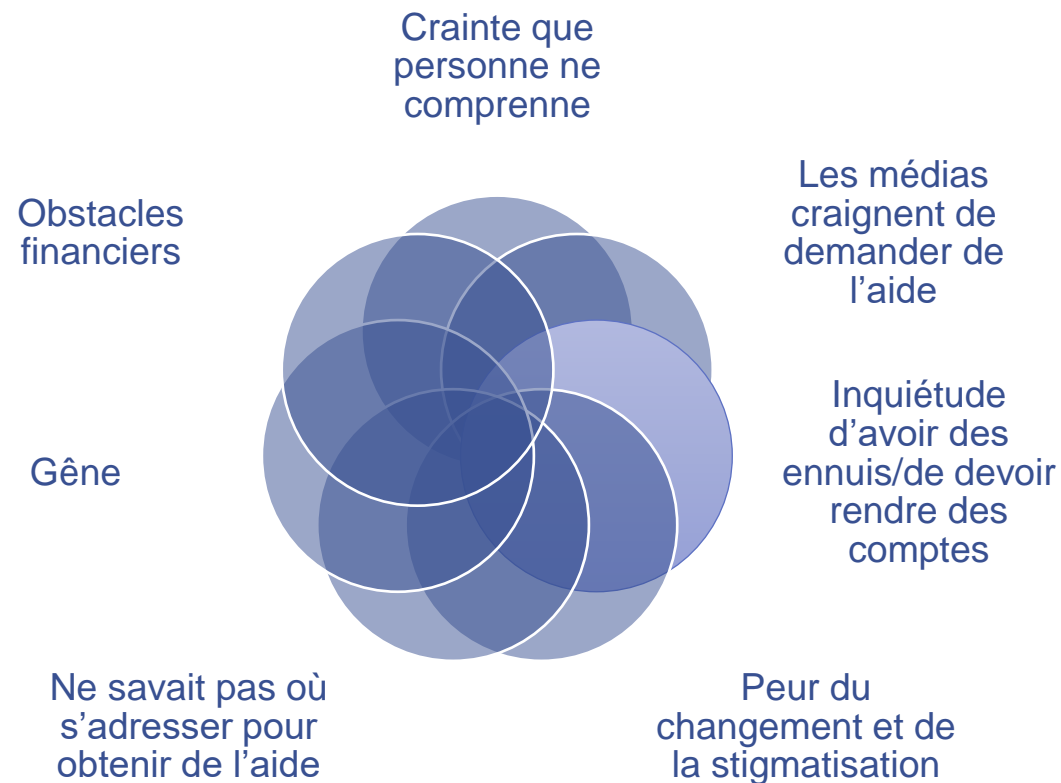 Crainte que
personne ne
comprenne
Les médias
craignent de
demander de
l’aide
Inquiétude
d’avoir des
ennuis/de devoir
rendre des
comptes
Peur du
changement et de
la stigmatisation
Ne savait pas où
s’adresser pour
obtenir de l’aide
Gêne
Obstacles
financiers